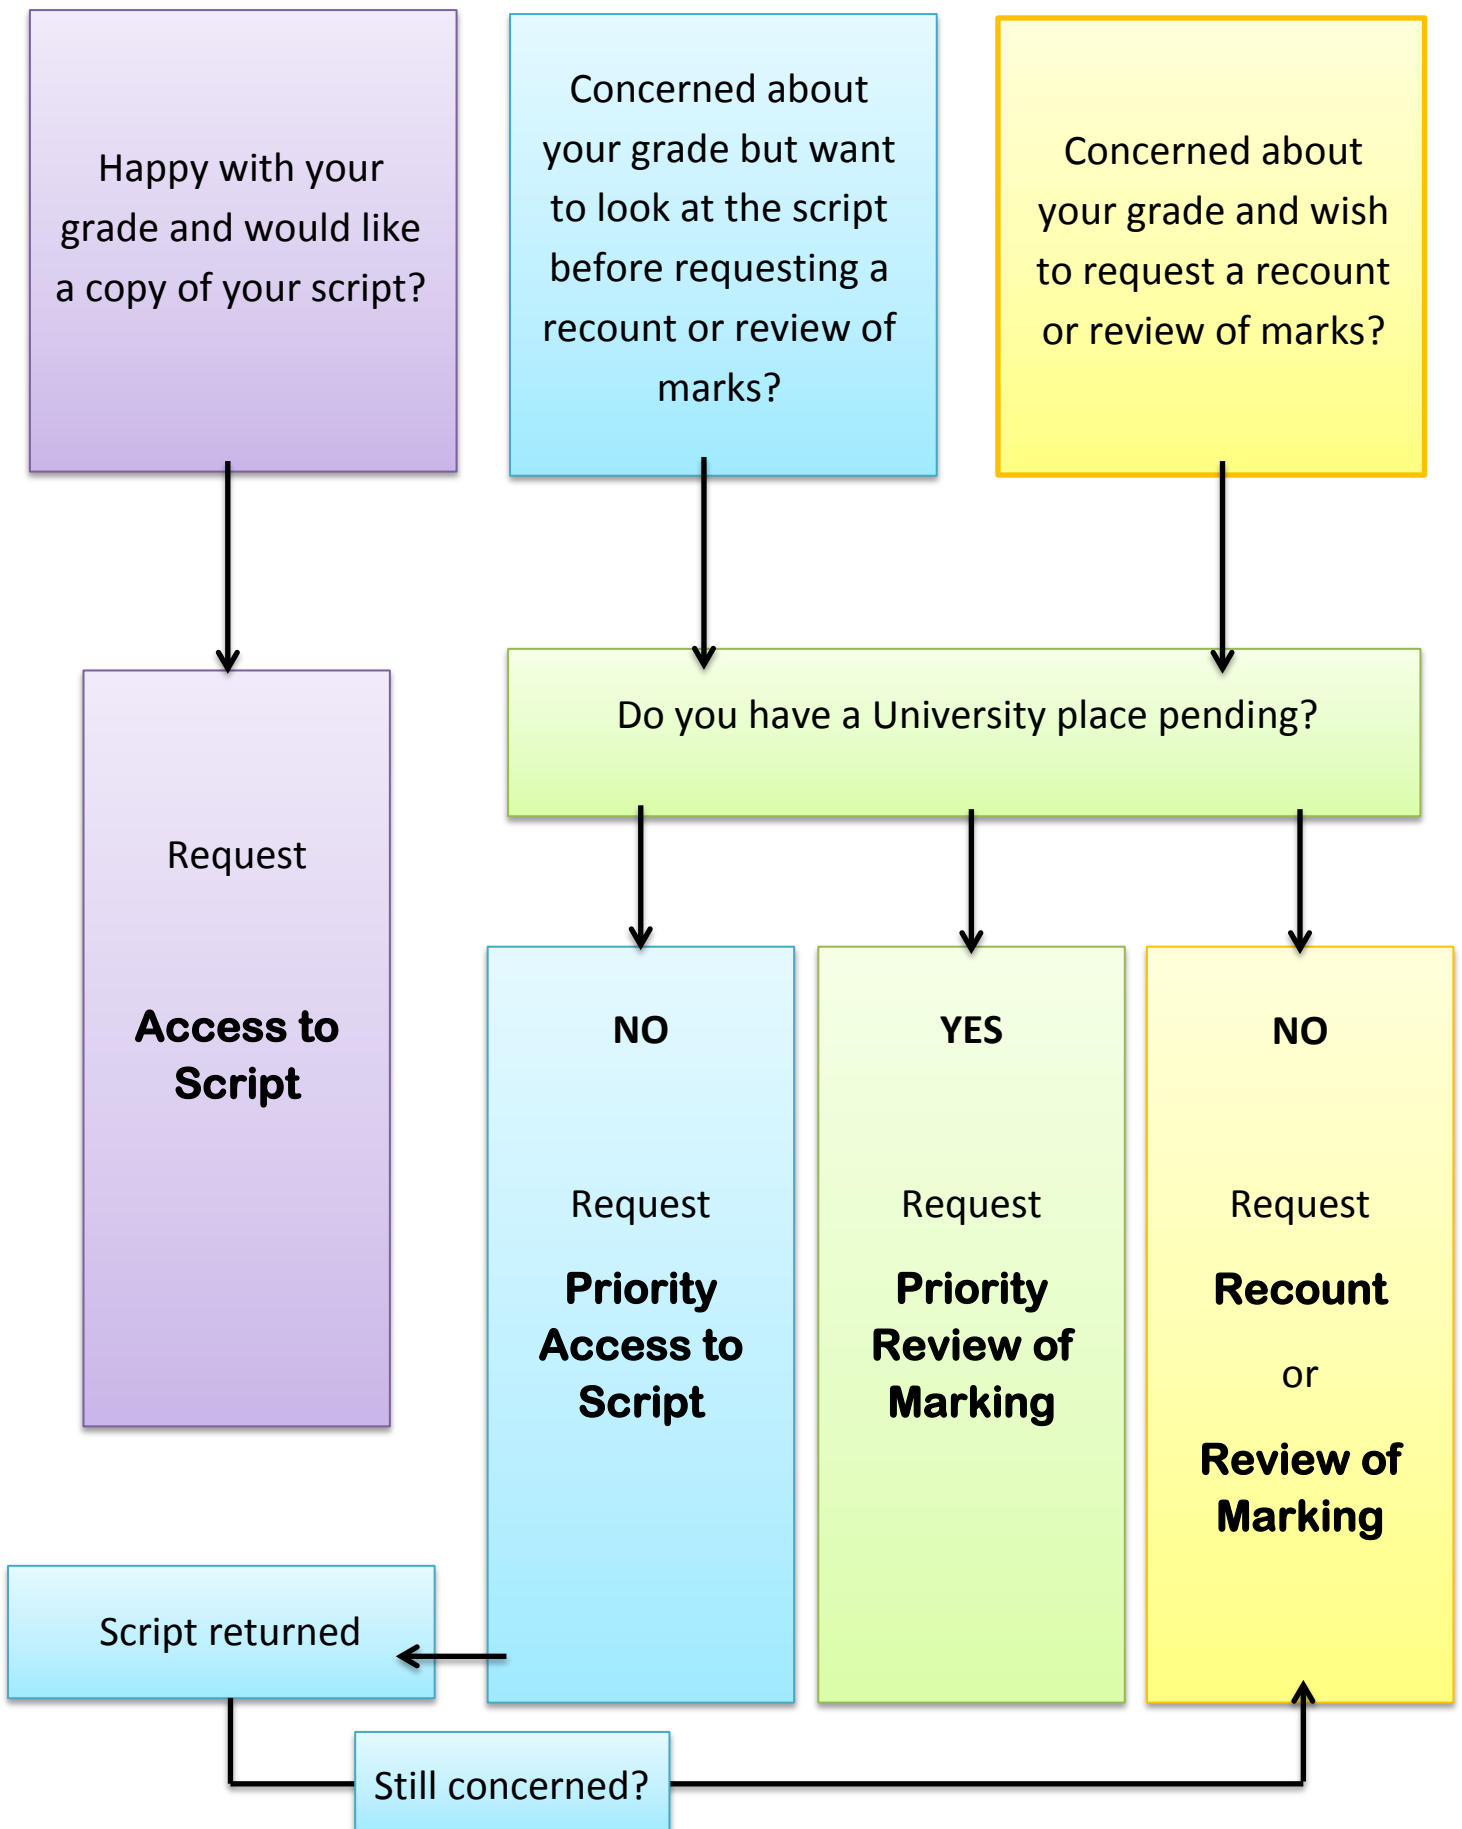 Happy with your
grade and would like
a copy of your script?
Concerned about
your grade but want
to look at the script
before requesting a
recount or review of
marks?
Concerned about
your grade and wish
to request a recount
or review of marks?
Do you have a University place pending?
Request
Access to
Script
NO
Request
Priority
Access to
Script
YES
Request
Priority
Review of
Marking
NO
Request
Recount
or
Review of
Marking
Script returned
Still concerned?